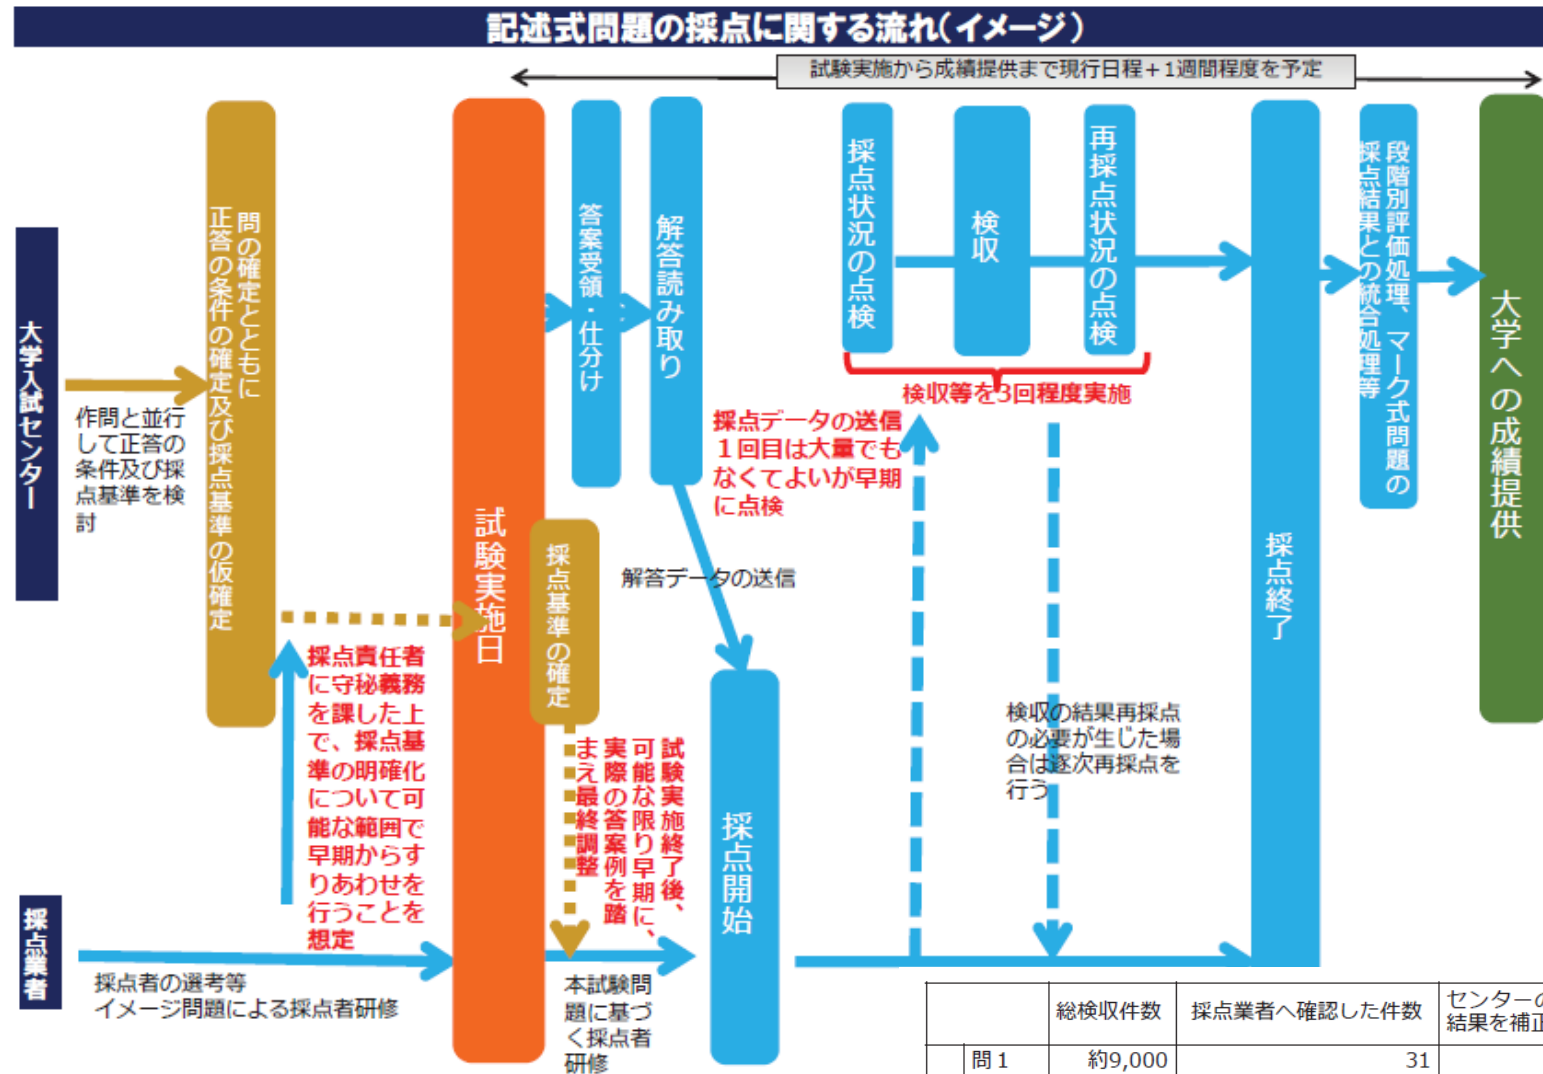 記述式問題の採点に関する流れ(イメージ)
試験実施から成績提供まで現行日程+1週間程度を予定
大学入試センター
作問と並行
して正答の
条件及び採
点基準を検
討
問の確定とともに
正答の条件の確定及び採点基準の仮確定
試験実施日
答案受領・仕分け
解答読み取り
採点基準の確定
解答データの送信
採点状況の点検
検収
再採点状況の点検
検収等を3回程度実施
採点データの送信
1回目は大量でも
なくてよいが早期
に点検
採点終了
段階別評価処理、マーク式問題の
採点結果との統合処理等
大学への成績提供
採点責任者
に守秘義務
を課した上
で、採点基
準の明確化
について可
能な範囲で
早期からす
りあわせを
行うことを
想定
試験実施終了後、
可能な限り早期に、
実際の答案例を踏
まえ最終調整
採点開始
検収の結果再採点
の必要が生じた場
合は逐次再採点を
行う
採点業者
採点者の選考等
イメージ問題による採点者研修
本試験問
題に基づ
く採点者
研修
総検収件数 採点業者へ確認した件数 センターの
結果を補正
問1 約9,000 31